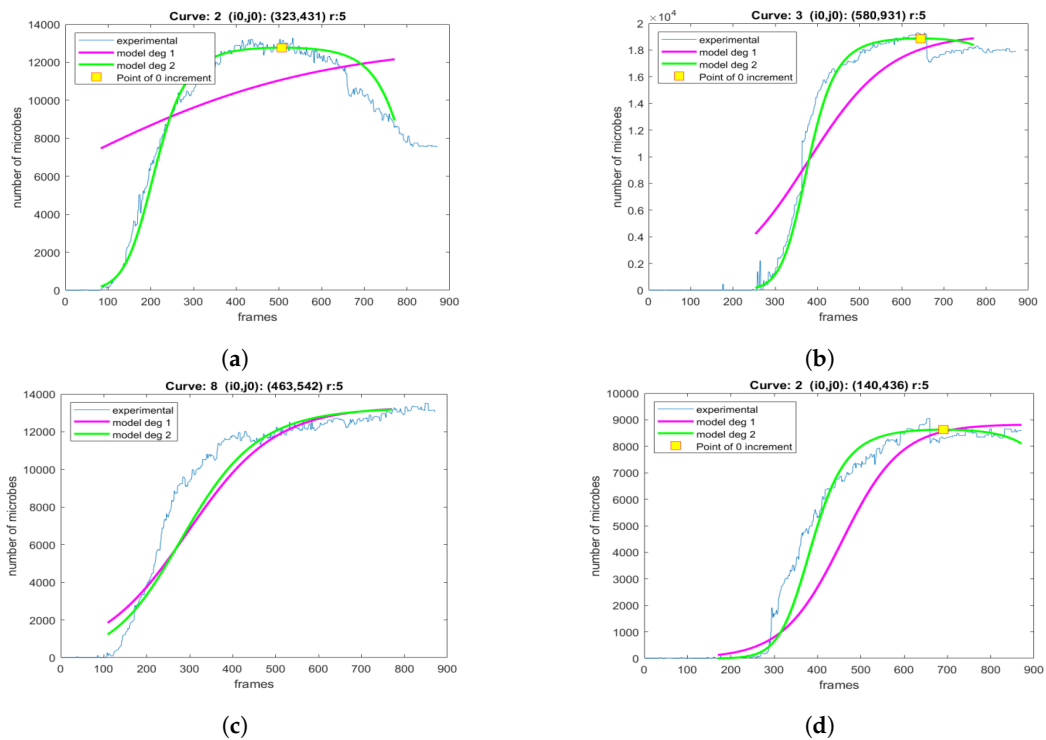 Curve: 2 (i0,j0): (323,431) r:5
14000
12000
10000
8000
6000
4000
2000
0
number of microbes
experimental
model deg 1
model deg 2
Point of 0 increment
0 100 200 300 400 500 600 700 800 900
frames
(a)
Curve: 3 (i0,j0): (580,931) r:5
× 10^4
2
1.8
1.6
1.4
1.2
1
0.8
0.6
0.4
0.2
0
number of microbes
experimental
model deg 1
model deg 2
Point of 0 increment
0 100 200 300 400 500 600 700 800 900
frames
(b)
Curve: 8 (i0,j0): (463,542) r:5
14000
12000
10000
8000
6000
4000
2000
0
number of microbes
experimental
model deg 1
model deg 2
0 100 200 300 400 500 600 700 800 900
frames
(c)
Curve: 2 (i0,j0): (140,436) r:5
10000
9000
8000
7000
6000
5000
4000
3000
2000
1000
0
number of microbes
experimental
model deg 1
model deg 2
Point of 0 increment
0 100 200 300 400 500 600 700 800 900
frames
(d)